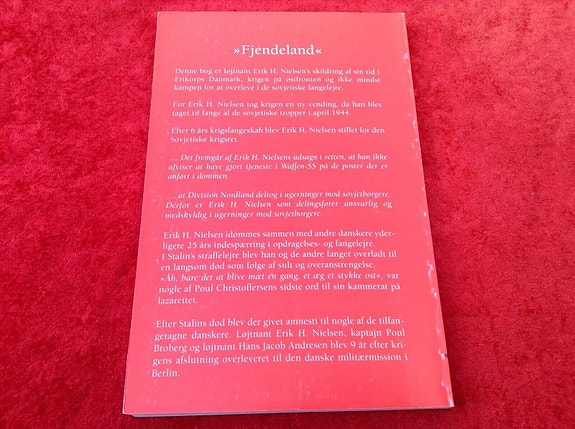 »Fjendeland«
Denne bog er løjtnant Erik H. Nielsen's skildring af sin tid i
Frikorps Danmark, krigen på østfronten og ikke mindst
kampen for at overleve i de sovjetiske fangelejre.
For Erik H. Nielsen tog krigen en ny vending, da han blev
taget til fange af de sovjetiske tropper i april 1944.
Efter 6 års krigsfangeskab blev Erik H. Nielsen stillet for den
Sovjetiske krigsret.
.... Det fremgår af Erik H. Nielsens udsagn i retten, at han ikke
afviser at have gjort tjeneste i Waffen-SS på de poster der er
anført i dommen.
.... at Division Nordland deltog i ugerninger mod sovjetborgere.
Derfor er Erik H. Nielsen som delingsfører ansvarlig og
medskyldig i ugerninger mod sovjetborgere.
Erik H. Nielsen idømmes sammen med andre danskere yder-
ligere 25 års indespærring i opdragelses- og fangelejre.
I Stalin's straffelejre blev han og de andre fanger overladt til
en langsom død som følge af sult og overanstrengelse.
»Åh, bare det at blive mæt én gang, et æg et stykke ost«, var
nogle af Poul Christoffersens sidste ord til sin kammerat på
lazarettet.
Efter Stalins død blev der givet amnesti til nogle af de tilfan-
getagne danskere. Løjtnant Erik H. Nielsen, kaptajn Poul
Broberg og løjtnant Hans Jacob Andresen blev 9 år efter kri-
gens afslutning overleveret til den danske militærmission i
Berlin.